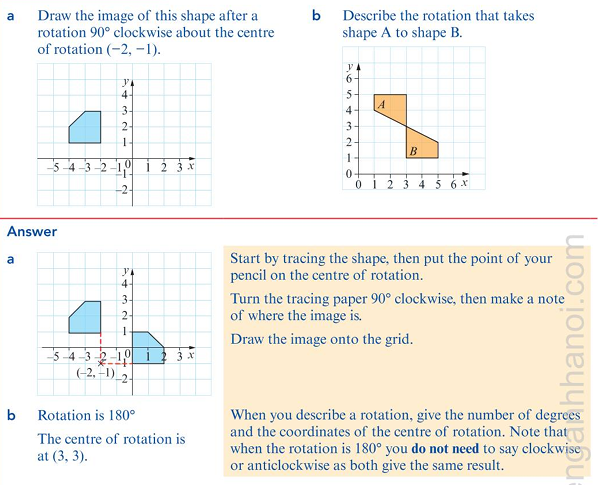 a Draw the image of this shape after a
rotation 90° clockwise about the centre
of rotation (−2, −1).
y
4
3
2
1
−5 −4 −3 −2 −1 0 1 2 3 x
−1
−2
b Describe the rotation that takes
shape A to shape B.
y
6
5
4
3
2
1
0
A
B
0 1 2 3 4 5 6 x
Answer
a
y
4
3
2
1
−5 −4 −3 −2 −1 0 1 2 3 x
(−2, −1)
−2
Start by tracing the shape, then put the point of your
pencil on the centre of rotation.
Turn the tracing paper 90° clockwise, then make a note
of where the image is.
Draw the image onto the grid.
b Rotation is 180°
The centre of rotation is
at (3, 3).
When you describe a rotation, give the number of degrees
and the coordinates of the centre of rotation. Note that
when the rotation is 180° you do not need to say clockwise
or anticlockwise as both give the same result.
enganhhanoi.com